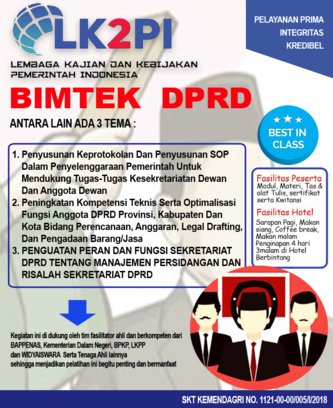 LK2PI
LEMBAGA KAJIAN DAN KEBIJAKAN
PEMERINTAH INDONESIA
PELAYANAN PRIMA
INTEGRITAS
KREDIBEL
BIMTEK DPRD
ANTARA LAIN ADA 3 TEMA :
BEST IN
CLASS
1. Penyusunan Keprotokolan Dan Penyusunan SOP
Dalam Penyelenggaraan Pemerintah Untuk
Mendukung Tugas-Tugas Kesekretariatan Dewan
Dan Anggota Dewan
2. Peningkatan Kompetensi Teknis Serta Optimalisasi
Fungsi Anggota DPRD Provinsi, Kabupaten Dan
Kota Bidang Perencanaan, Anggaran, Legal Drafting,
Dan Pengadaan Barang/Jasa
3. PENGUATAN PERAN DAN FUNGSI SEKRETARIAT
DPRD TENTANG MANAJEMEN PERSIDANGAN DAN
RISALAH SEKRETARIAT DPRD
Fasilitas Peserta
Modul, Materi, Tas &
alat Tulis, sertifikat
serta Kwitansi
Fasilitas Hotel
Sarapan Pagi, Makan
siang, Coffee break,
Makan malam
Penginapan 4 hari
3malam di Hotel
Berbintang
Kegiatan ini di dukung oleh tim fasilitator ahli dan berkompeten dari
BAPPENAS, Kementerian Dalam Negeri, BPKP, LKPP
dan WIDYAISWARA Serta Tenaga Ahli lainnya
sehingga menjadikan pelatihan ini begitu penting dan bermanfaat
SKT KEMENDAGRI NO. 1121-00-00/005/I/2018